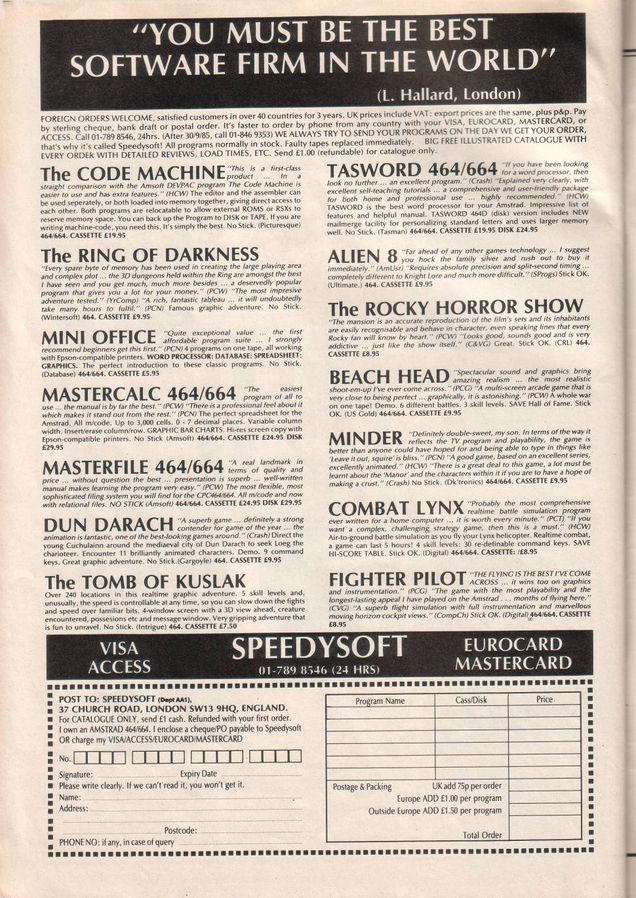 "YOU MUST BE THE BEST
SOFTWARE FIRM IN THE WORLD"
(L. Hallard, London)
FOREIGN ORDERS WELCOME, satisfied customers in over 40 countries for 3 years. UK prices include VAT: export prices are the same, plus p&p. Pay
by sterling cheque, bank draft or postal order. It's faster to order by phone from any country with your VISA, EUROCARD, MASTERCARD, or
ACCESS. Call 01-789 8546, 24hrs. (After 30/9/85, call 01-846 9353) WE ALWAYS TRY TO SEND YOUR PROGRAMS ON THE DAY WE GET YOUR ORDER,
that's why it's called Speedysoft! All programs normally in stock. Faulty tapes replaced immediately. BIG FREE ILLUSTRATED CATALOGUE WITH
EVERY ORDER WITH DETAILED REVIEWS, LOAD TIMES, ETC. Send £1.00 (refundable) for catalogue only.
The CODE MACHINE "This is a first-class
product ... In a
straight comparison with the Amsoft DEVPAC program The Code Machine is
easier to use and has extra features." (HCW) The editor and the assembler can
be used seperately, or both loaded into memory together, giving direct access to
each other. Both programs are relocatable to allow external ROMS or RSXs to
reserve memory space. You can back up the Program to DISK or TAPE. If you are
writing machine-code, you need this. It's simply the best. No Stick. (Picturesque)
464/664. CASSETTE £19.95
The RING OF DARKNESS
"Every spare byte of memory has been used in creating the large playing area
and complex plot ... the 3D dungeons held within the Ring are amongst the best
I have seen and you get much, much more besides ... a deservedly popular
program that gives you a lot for your money." (PCW) "The most impresive
adventure tested." (YrComp) "A rich, fantastic tableau ... it will undoubtedly
take many hours to fulfil." (PCN) Famous graphic adventure. No Stick.
(Wintersoft) 464. CASSETTE £9.95
MINI OFFICE "Quite exceptional value ... the first
affordable program suite ... I strongly
recommend beginners get this first." (PCN) 4 programs on one tape, all working
with Epson-compatible printers. WORD PROCESSOR: DATABASE: SPREADSHEET:
GRAPHICS. The perfect introduction to these classic programs. No Stick.
(Database) 464/664. CASSETTE £5.95
MASTERCALC 464/664 "The easiest
program of all to
use ... the manual is by far the best." (PCW) "There is a professional feel about it
which makes it stand out from the rest." (PCN) The perfect spreadsheet for the
Amstrad. All m/code. Up to 3,000 cells. 0 - 7 decimal places. Variable column
width. Insert/erase column/row. GRAPHIC BAR CHARTS. Hi-res screen copy with
Epson-compatible printers. No Stick (Amsoft) 464/664. CASSETTE £24.95 DISK
£29.95
MASTERFILE 464/664 "A real landmark in
terms of quality and
price ... without question the best ... presentation is superb ... well-written
manual makes learning the program very easy." (PCW) The most flexible, most
sophisticated filing system you will find for the CPC464/664. All m/code and now
with relational files. NO STICK (Amsoft) 464/664. CASSETTE £24.95 DISK £29.95
DUN DARACH "A superb game ... definitely a strong
contender for game of the year ... the
animation is fantastic, one of the best-looking games around." (Crash) Direct the
young Cuchulainn around the mediaeval city of Dun Darach to seek Loeg the
charioteer. Encounter 11 brilliantly animated characters. Demo. 9 command
keys. Great graphic adventure. No Stick.(Gargoyle) 464. CASSETTE £9.95
The TOMB OF KUSLAK
Over 240 locations in this realtime graphic adventure. 5 skill levels and,
unusually, the speed is controllable at any time, so you can slow down the fights
and speed over familiar bits. 4-window screen with a 3D view ahead, creature
encountered, possesions etc and message window. Very gripping adventure that
is fun to unravel. No Stick. (Intrigue) 464. CASSETTE £7.50
TASWORD 464/664 "If you have been looking
for a word processor, then
look no further ... an excellent program." (Crash) "Explained very clearly, with
excellent self-teaching tutorials ... a comprehensive and user-friendly package
for both home and professional use ... highly recommended." (HCW)
TASWORD is the best word processor for your Amstrad. Impressive list of
features and helpful manual. TASWORD 464D (disk) version includes NEW
mailmerge facility for personalizing standard letters and uses larger memory
well. No Stick. (Tasman) 464/664. CASSETTE £19.95 DISK £24.95
ALIEN 8 "Far ahead of any other games technology ... I suggest
you hock the family silver and rush out to buy it
immediately." (AmUsr) "Requires absolute precision and split-second timing ...
completely different to Knight Lore and much more difficult." (SProgs) Stick OK.
(Ultimate.) 464. CASSETTE £9.95
The ROCKY HORROR SHOW
"The mansion is an accurate reproduction of the film's sets and its inhabitants
are easily recognisable and behave in character, even speaking lines that every
Rocky fan will know by heart." (PCW) "Looks good, sounds good and is very
addictive ... just like the show itself." (C&VG) Great. Stick OK. (CRL) 464.
CASSETTE £8.95
BEACH HEAD "Spectacular sound and graphics bring
amazing realism ... the most realistic
shoot-em-up I've ever come across." (PCG) "A multi-screen arcade game that is
very close to being perfect ... graphically, it is astonishing." (PCW) A whole war
on one tape! Demo. 6 different battles. 3 skill levels. SAVE Hall of Fame. Stick
OK. (US Gold) 464/664. CASSETTE £9.95
MINDER "Definitely double-sweet, my son. In terms of the way it
reflects the TV program and playability, the game is
better than anyone could have hoped for and being able to type in things like
'Leave it out, squire' is bliss." (PCN) "A good game, based on an excellent series,
excellently animated." (HCW) "There is a great deal to this game, a lot must be
learnt about the 'Manor' and the characters within it if you are to have a hope of
making a crust." (Crash) No Stick. (Dk'tronics) 464/664. CASSETTE £9.95
COMBAT LYNX "Probably the most comprehensive
realtime battle simulation program
ever written for a home computer ... it is worth every minute." (PCT) "If you
want a complex, challenging, strategy game, then this is a must." (HCW)
Air-to-ground battle simulation as you fly your Lynx helicopter. Realtime combat,
a game can last 5 hours! 4 skill levels: 30 re-definable command keys. SAVE
HI-SCORE TABLE. Stick OK. (Digital) 464/664. CASSETTE: /£8.95
FIGHTER PILOT "THE FLYING IS THE BEST I'VE COME
ACROSS ... it wins too on graphics
and instrumentation." (PCG) "The game with the most playability and the
longest-lasting appeal I have played on the Amstrad . . . months of flying here."
(CVG) "A superb flight simulation with full instrumentation and marvellous
moving horizon cockpit views." (CompCh) Stick OK. (Digital) 464/664. CASSETTE
£8.95
VISA
ACCESS
SPEEDYSOFT
01-789 8546 (24 HRS)
EUROCARD
MASTERCARD
POST TO: SPEEDYSOFT (Dept AA1),
37 CHURCH ROAD, LONDON SW13 9HQ, ENGLAND.
For CATALOGUE ONLY, send £1 cash. Refunded with your first order.
I own an AMSTRAD 464/664. I enclose a cheque/PO payable to Speedysoft
OR charge my VISA/ACCESS/EUROCARD/MASTERCARD
No.
Signature: Expiry Date
Please write clearly. If we can't read it, you won't get it.
Name:
Address:
Postcode:
PHONE NO: if any, in case of query
Program Name Cass/Disk Price
Postage & Packing UK add 75p per order
Europe ADD £1.00 per program
Outside Europe ADD £1.50 per program
Total Order